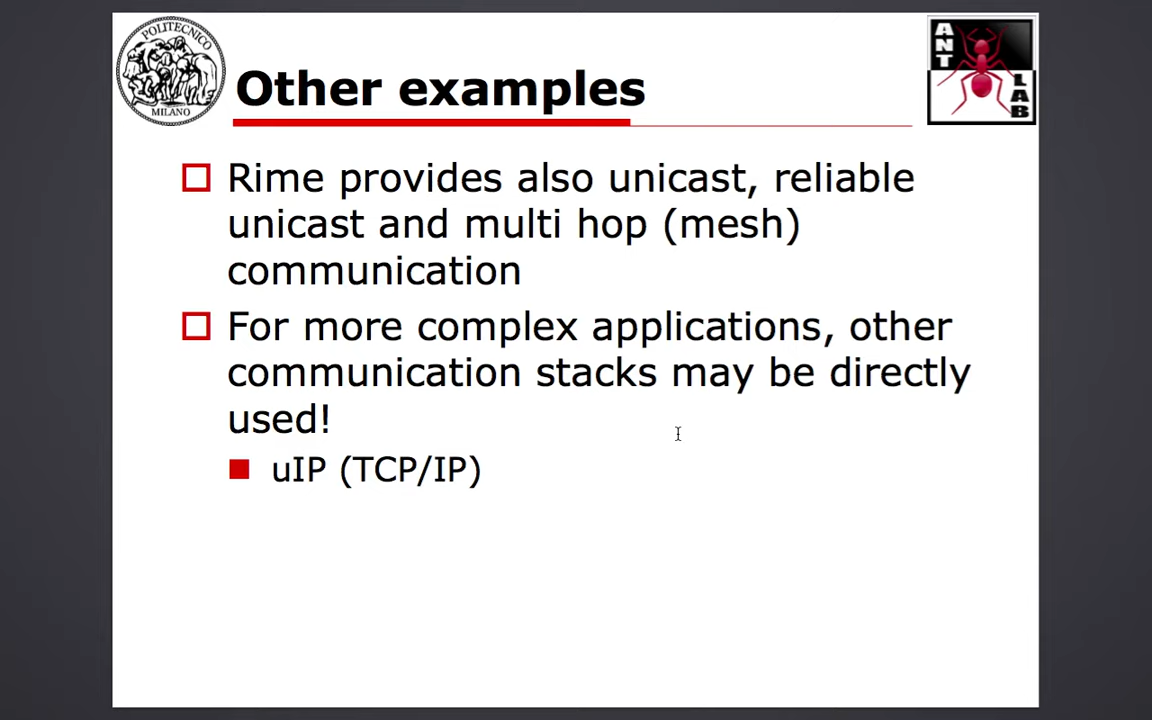 POLITECNICO
MILANO
Other examples
ANT
LAB
Rime provides also unicast, reliable
unicast and multi hop (mesh)
communication
For more complex applications, other
communication stacks may be directly
used!
uIP (TCP/IP)